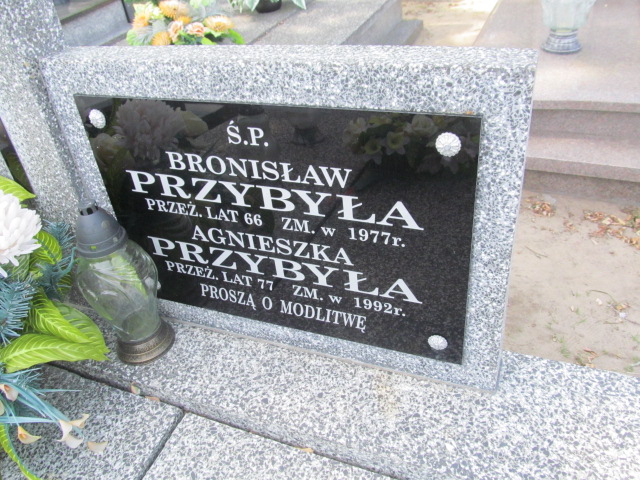 Ś.P.
BRONISŁAW
PRZYBYŁA
PRZEŻ. LAT 66 ZM. w 1977r.
AGNIESZKA
PRZYBYŁA
PRZEŻ. LAT 77 ZM. w 1992r.
PROSZĄ O MODLITWĘ